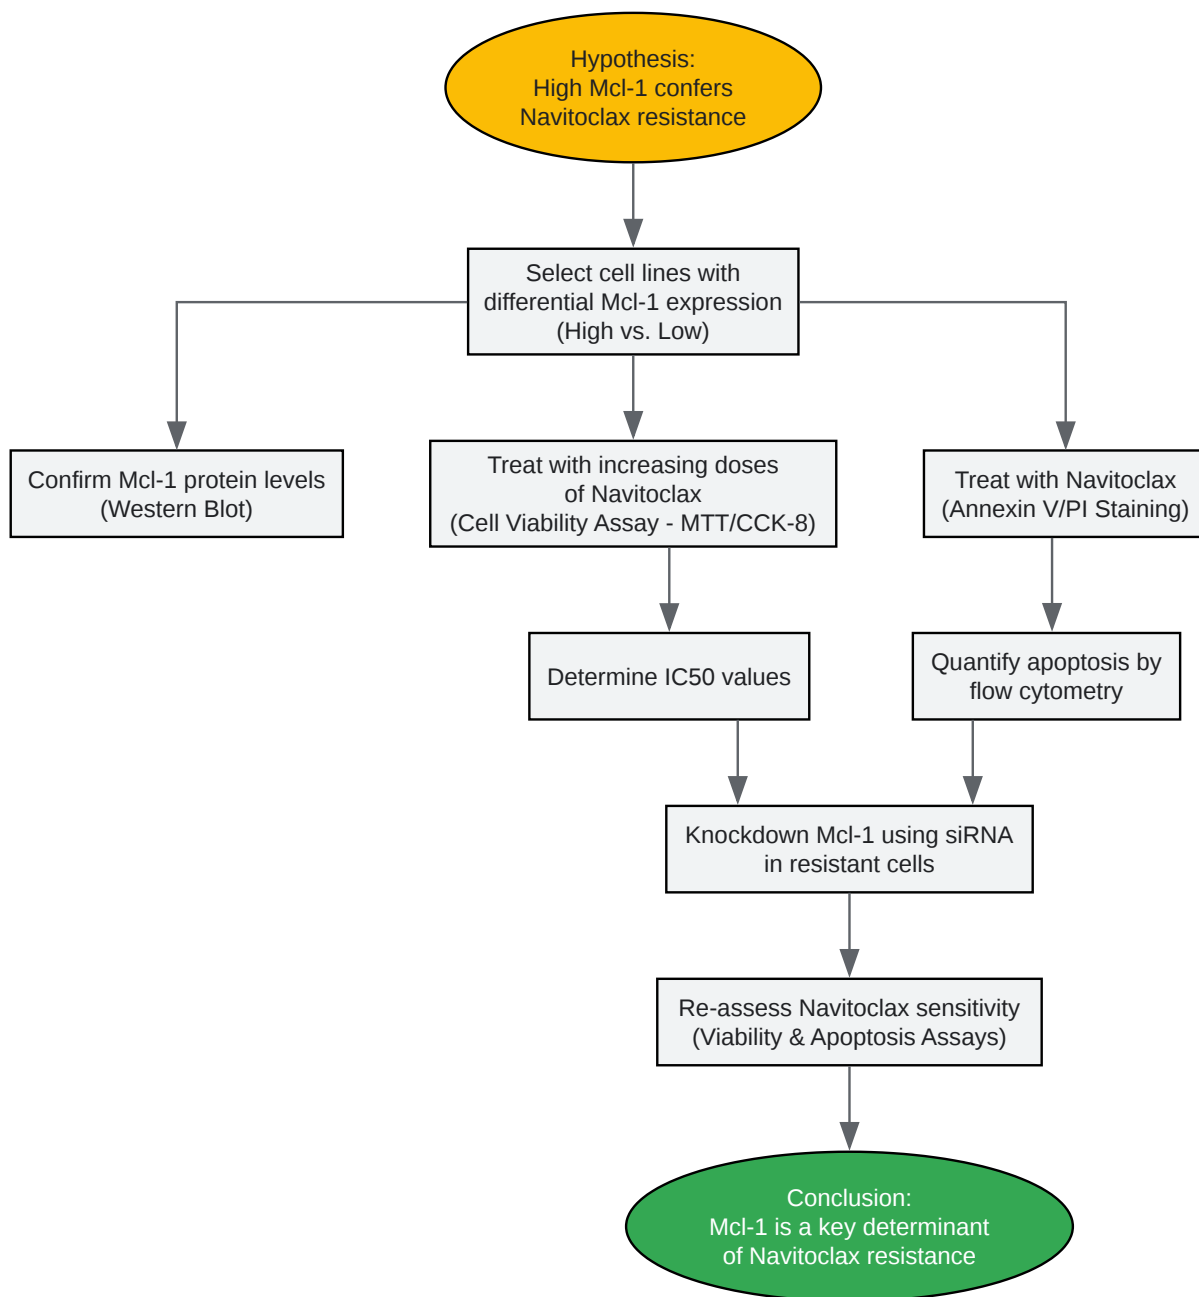 Hypothesis:
High Mcl-1 confers
Navitoclax resistance
Select cell lines with
differential Mcl-1 expression
(High vs. Low)
Confirm Mcl-1 protein levels
(Western Blot)
Treat with increasing doses
of Navitoclax
(Cell Viability Assay - MTT/CCK-8)
Treat with Navitoclax
(Annexin V/PI Staining)
Determine IC50 values
Quantify apoptosis by
flow cytometry
Knockdown Mcl-1 using siRNA
in resistant cells
Re-assess Navitoclax sensitivity
(Viability & Apoptosis Assays)
Conclusion:
Mcl-1 is a key determinant
of Navitoclax resistance